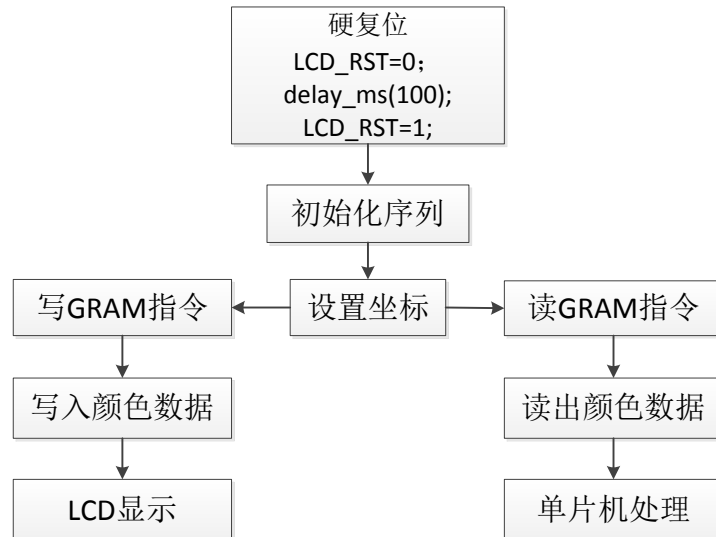 硬复位
LCD_RST=0；
delay_ms(100);
LCD_RST=1;
初始化序列
写GRAM指令
设置坐标
读GRAM指令
写入颜色数据
读出颜色数据
LCD显示
单片机处理